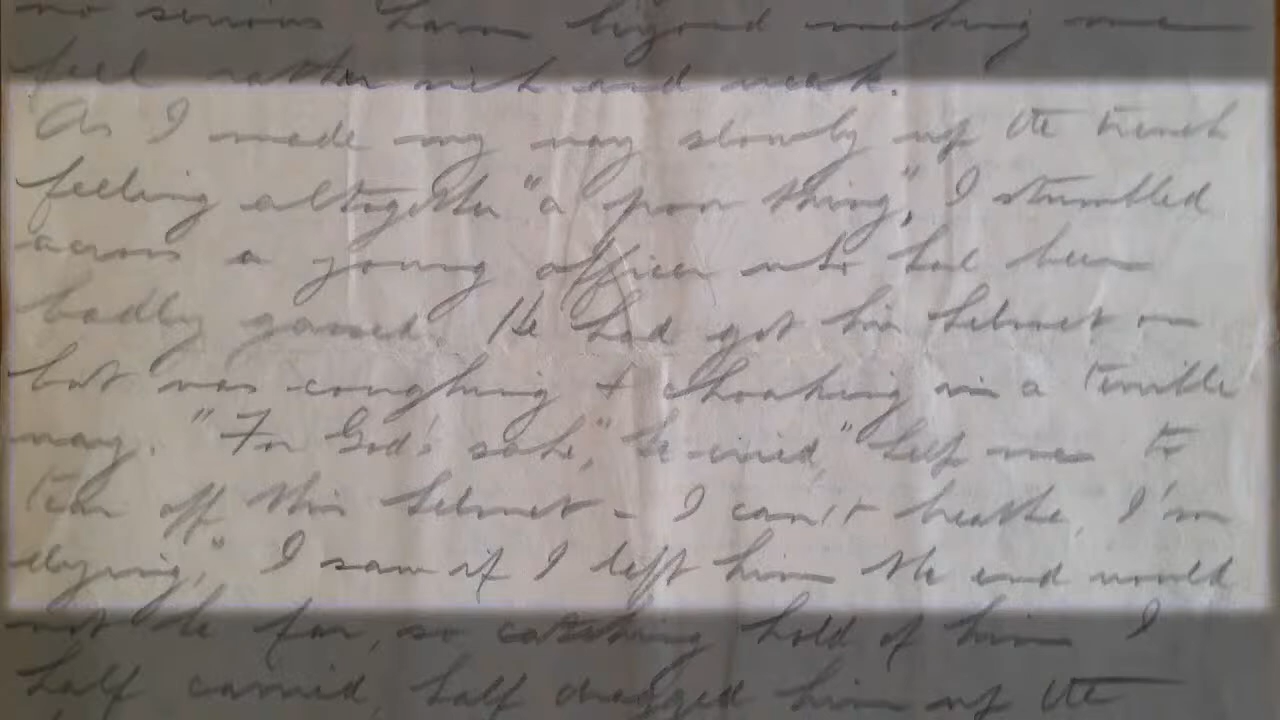 no serious harm beyond making me
feel rather sick and weak.
As I made my way slowly up the trench
feeling altogether "a poor thing," I stumbled
across a young officer who had been
badly gassed. He had got his helmet on
but was coughing & choaking in a terrible
way. "For God's sake," he cried, "help me to
tear off this helmet - I can't breathe, I'm
dying," I saw if I left him the end would
not be far, so catching hold of him I
half carried, half dragged him up the